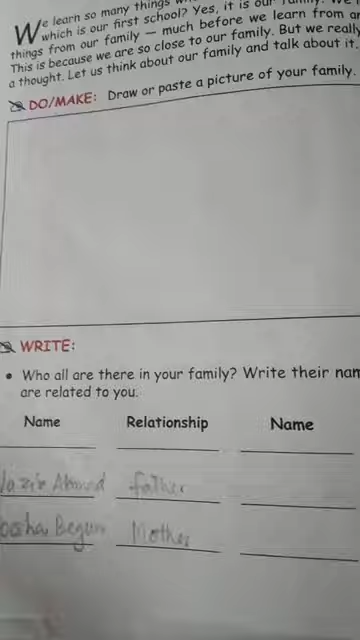 We learn so many things
which is our first school? Yes, it is our family. We
things from our family — much before we learn from
This is because we are so close to our family. But we really
a thought. Let us think about our family and talk about it.
DO/MAKE: Draw or paste a picture of your family.
WRITE:
• Who all are there in your family? Write their
are related to you.
Name Relationship Name
father
Begum Mother